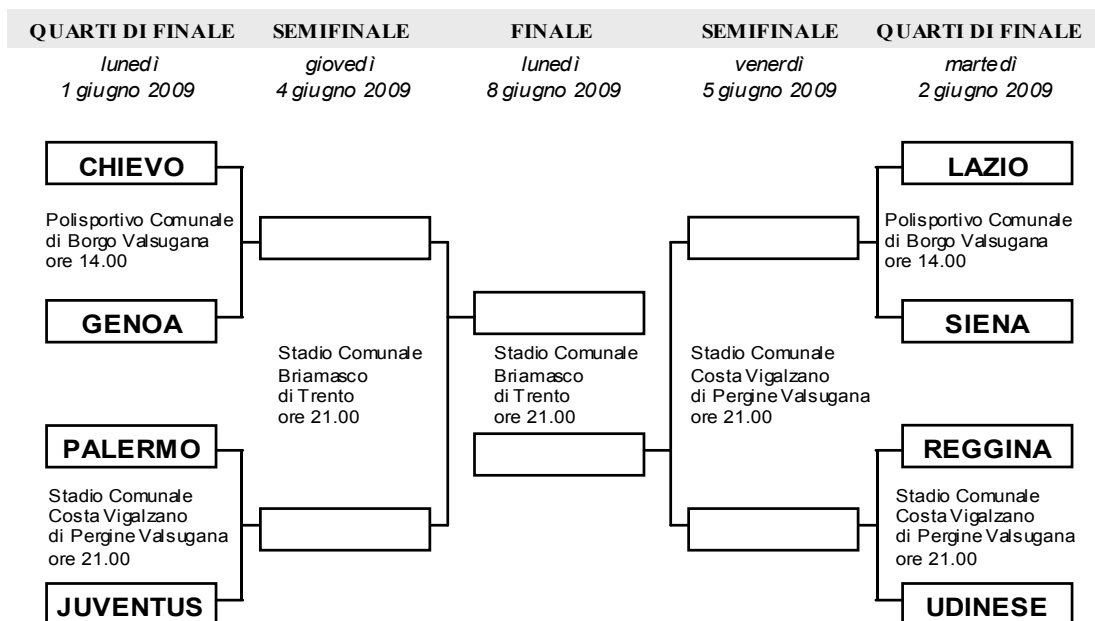 QUARTI DI FINALE SEMIFINALE FINALE SEMIFINALE QUARTI DI FINALE
lunedì giovedì lunedì venerdì martedì
1 giugno 2009 4 giugno 2009 8 giugno 2009 5 giugno 2009 2 giugno 2009
CHIEVO
Polisportivo Comunale
di Borgo Valsugana
ore 14.00
GENOA
PALERMO
Stadio Comunale
Costa Vigalzano
di Pergine Valsugana
ore 21.00
JUVENTUS
Stadio Comunale
Briamasco
di Trento
ore 21.00
Stadio Comunale
Briamasco
di Trento
ore 21.00
Stadio Comunale
Costa Vigalzano
di Pergine Valsugana
ore 21.00
LAZIO
Polisportivo Comunale
di Borgo Valsugana
ore 14.00
SIENA
REGGINA
Stadio Comunale
Costa Vigalzano
di Pergine Valsugana
ore 21.00
UDINESE